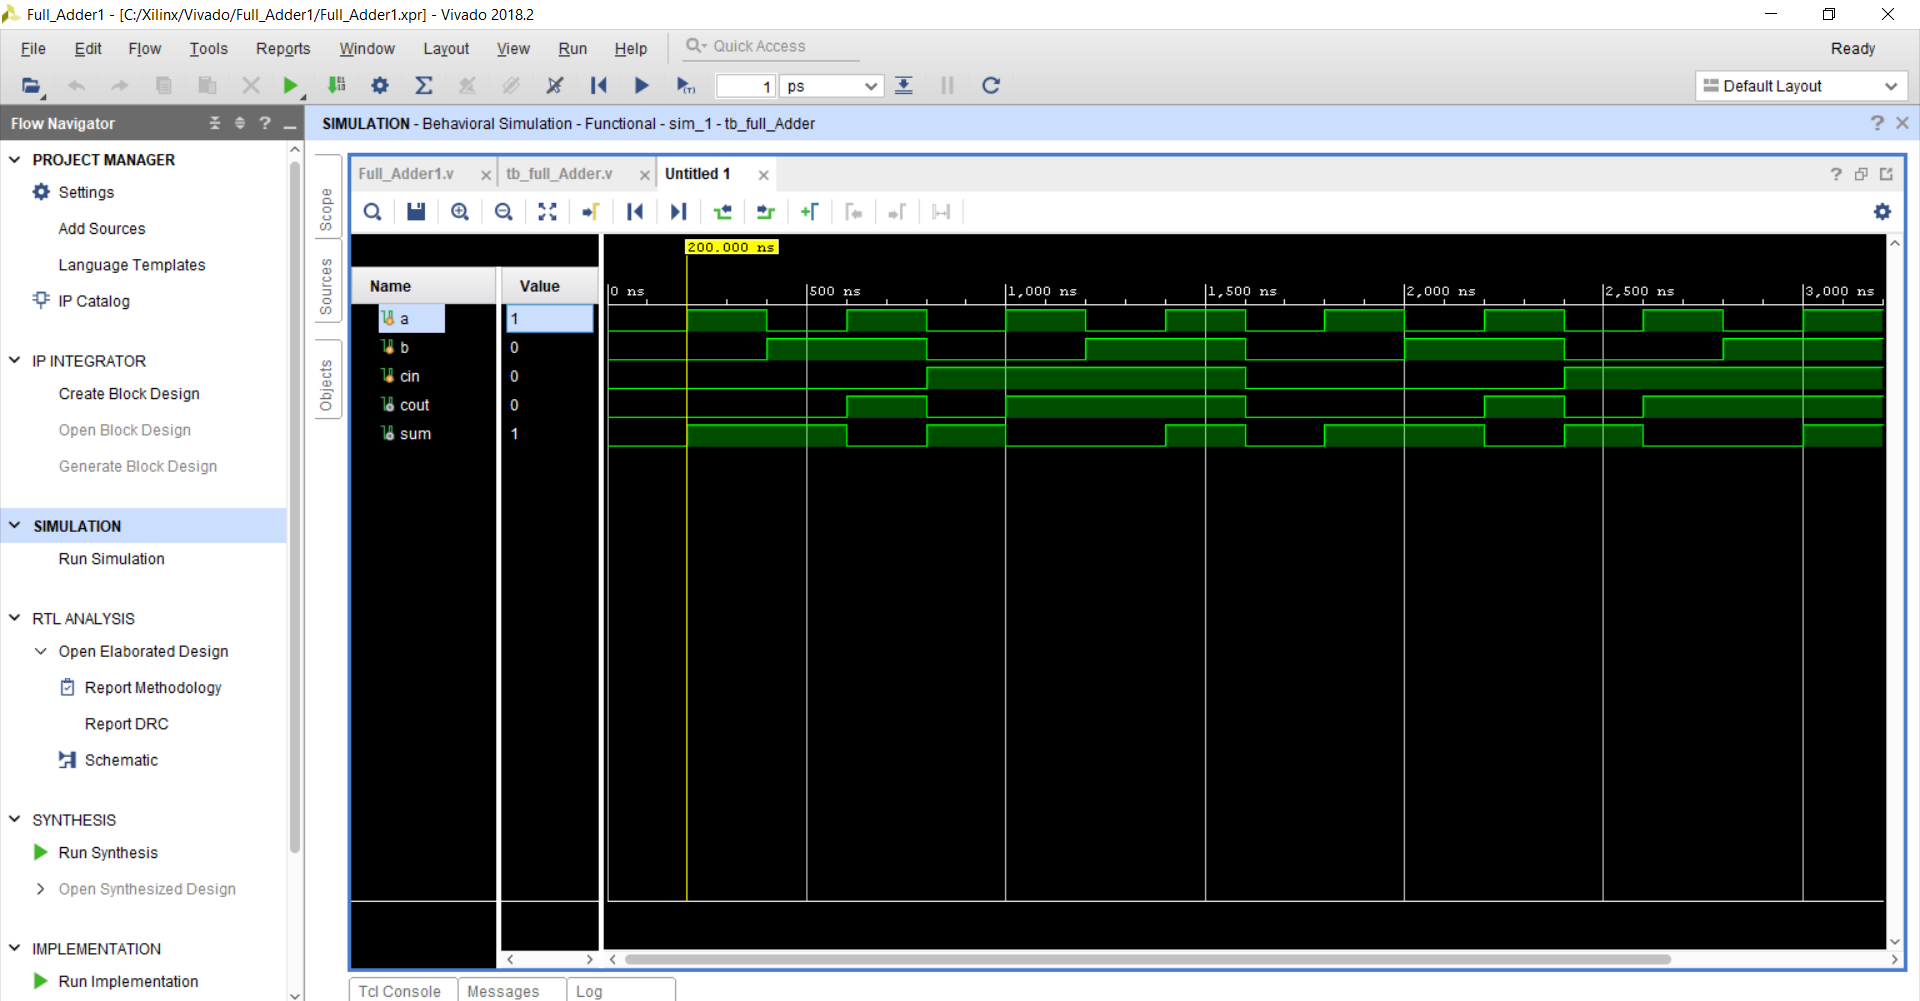 Full_Adder1 - [C:/Xilinx/Vivado/Full_Adder1/Full_Adder1.xpr] - Vivado 2018.2
File Edit Flow Tools Reports Window Layout View Run Help Quick Access Ready
1 ps Default Layout
Flow Navigator
SIMULATION - Behavioral Simulation - Functional - sim_1 - tb_full_Adder
PROJECT MANAGER
Settings
Add Sources
Language Templates
IP Catalog
IP INTEGRATOR
Create Block Design
Open Block Design
Generate Block Design
SIMULATION
Run Simulation
RTL ANALYSIS
Open Elaborated Design
Report Methodology
Report DRC
Schematic
SYNTHESIS
Run Synthesis
Open Synthesized Design
IMPLEMENTATION
Run Implementation
Scope
Sources
Objects
Full_Adder1.v tb_full_Adder.v Untitled 1
200.000 ns
Name Value
0 ns 500 ns 1,000 ns 1,500 ns 2,000 ns 2,500 ns 3,000 ns
a 1
b 0
cin 0
cout 0
sum 1
Tcl Console Messages Log